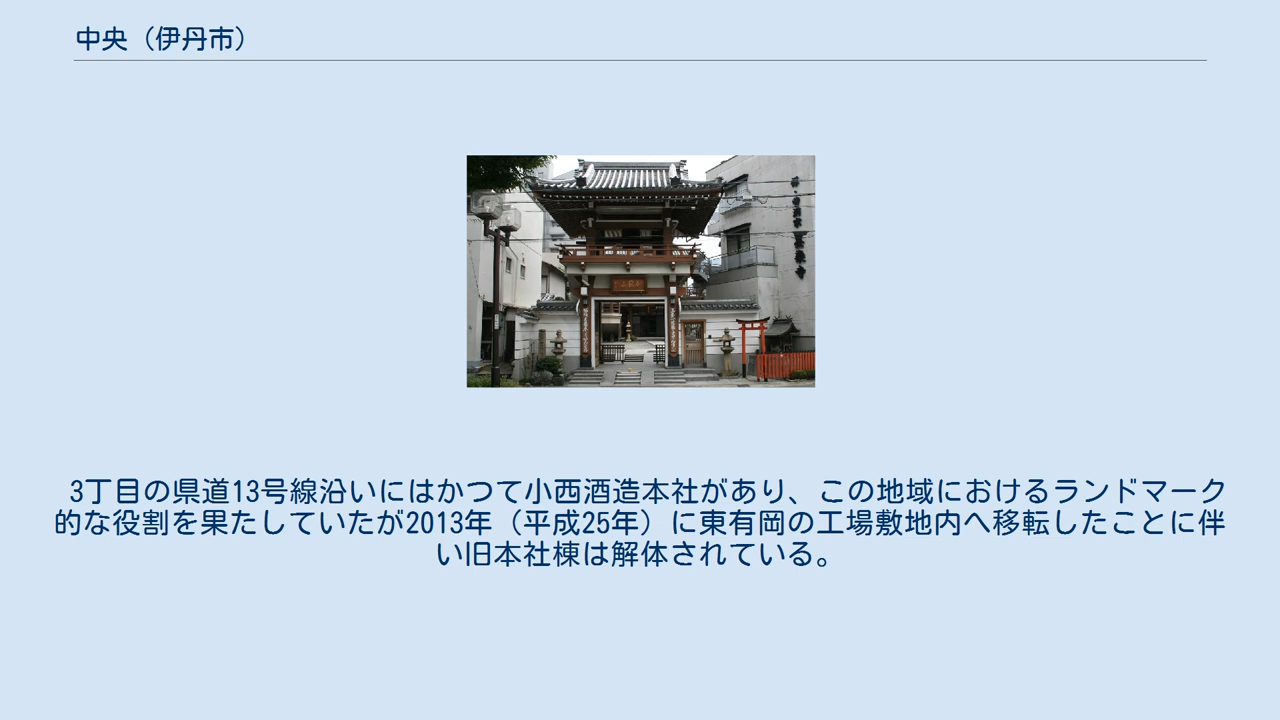 中央（伊丹市）
3丁目の県道13号線沿いにはかつて小西酒造本社があり、この地域におけるランドマーク
的な役割を果たしていたが2013年（平成25年）に東有岡の工場敷地内へ移転したことに伴
い旧本社棟は解体されている。